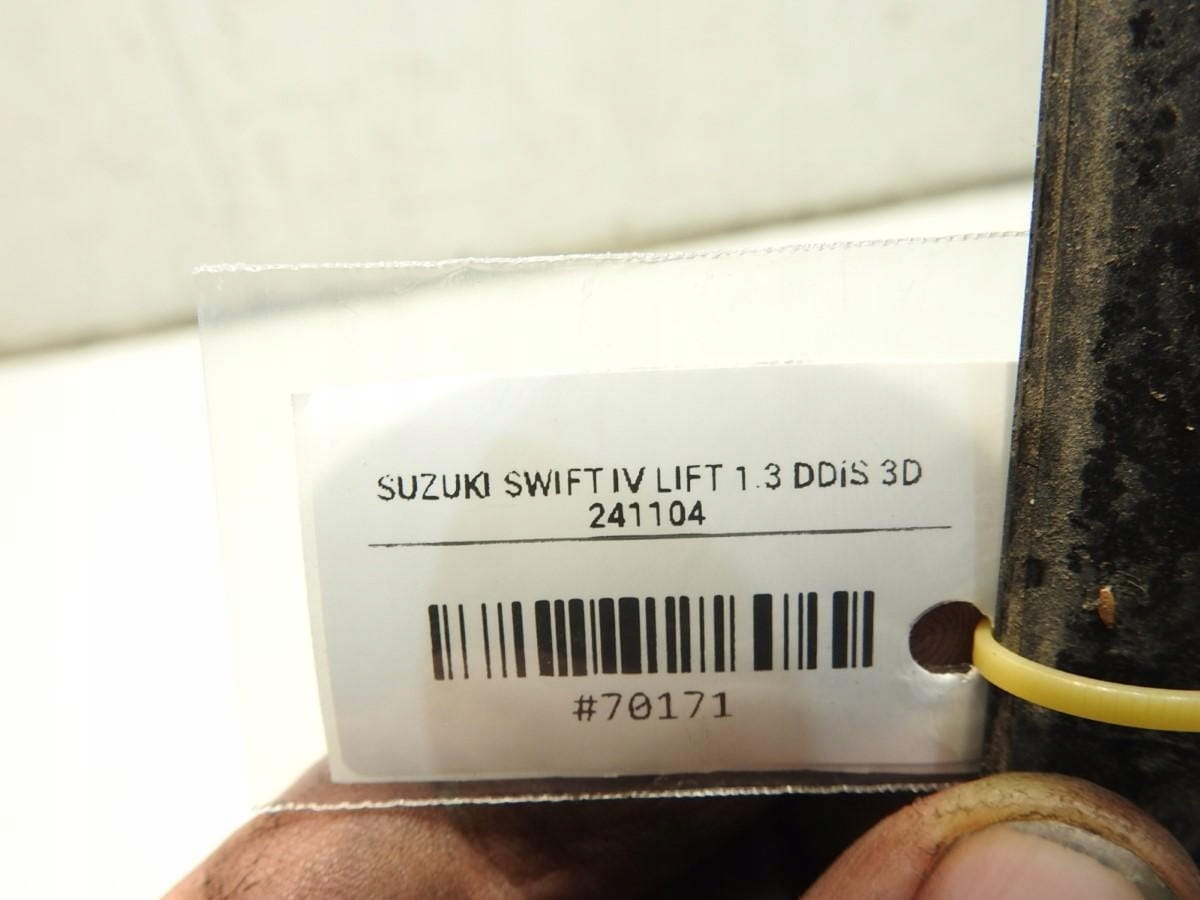 SUZUKI SWIFT IV LIFT 1.3 DDiS 3D
241104
#70171